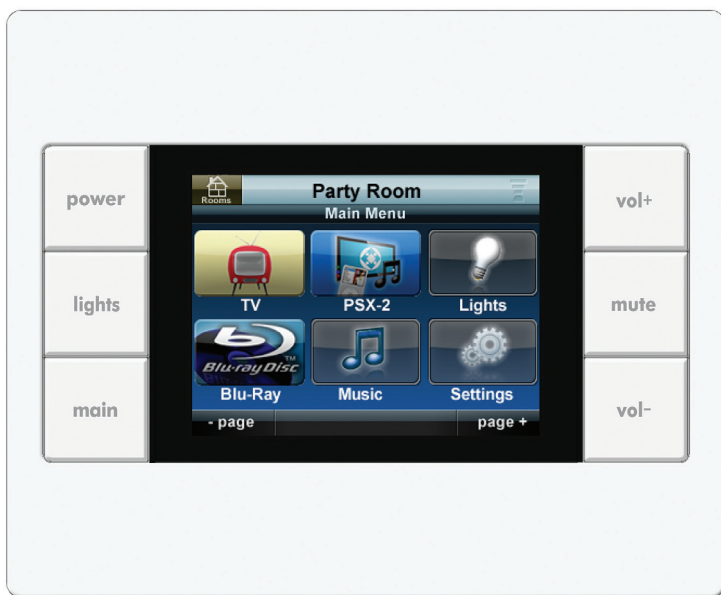 power
lights
main
Rooms
Party Room
Main Menu
TV PSX-2 Lights
Blu-ray Disc TM
Blu-Ray Music Settings
- page page +
vol+
mute
vol-